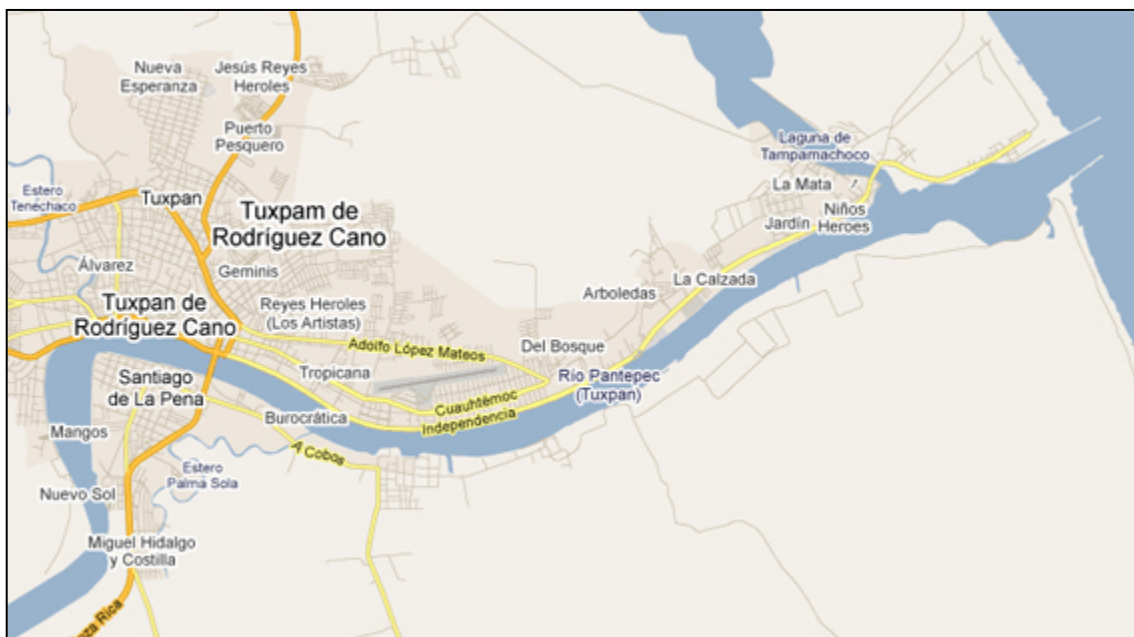 Nueva
Esperanza
Jesús Reyes
Heroles
Puerto
Pesquero
Laguna de
Tampamachoco
Estero
Tenechaco
Tuxpan
La Mata
Tuxpam de
Rodríguez Cano
Niños
Heroes
Jardín
Álvarez
Geminis
La Calzada
Arboledas
Tuxpan de
Rodríguez Cano
Reyes Heroles
(Los Artistas)
Adolfo López Mateos
Del Bosque
Tropicana
Río Pantepec
(Tuxpan)
Santiago
de La Pena
Cuauhtémoc
Independencia
Burocrática
Mangos
A Cobos
Estero
Palma Sola
Nuevo Sol
Miguel Hidalgo
y Costilla
Rica